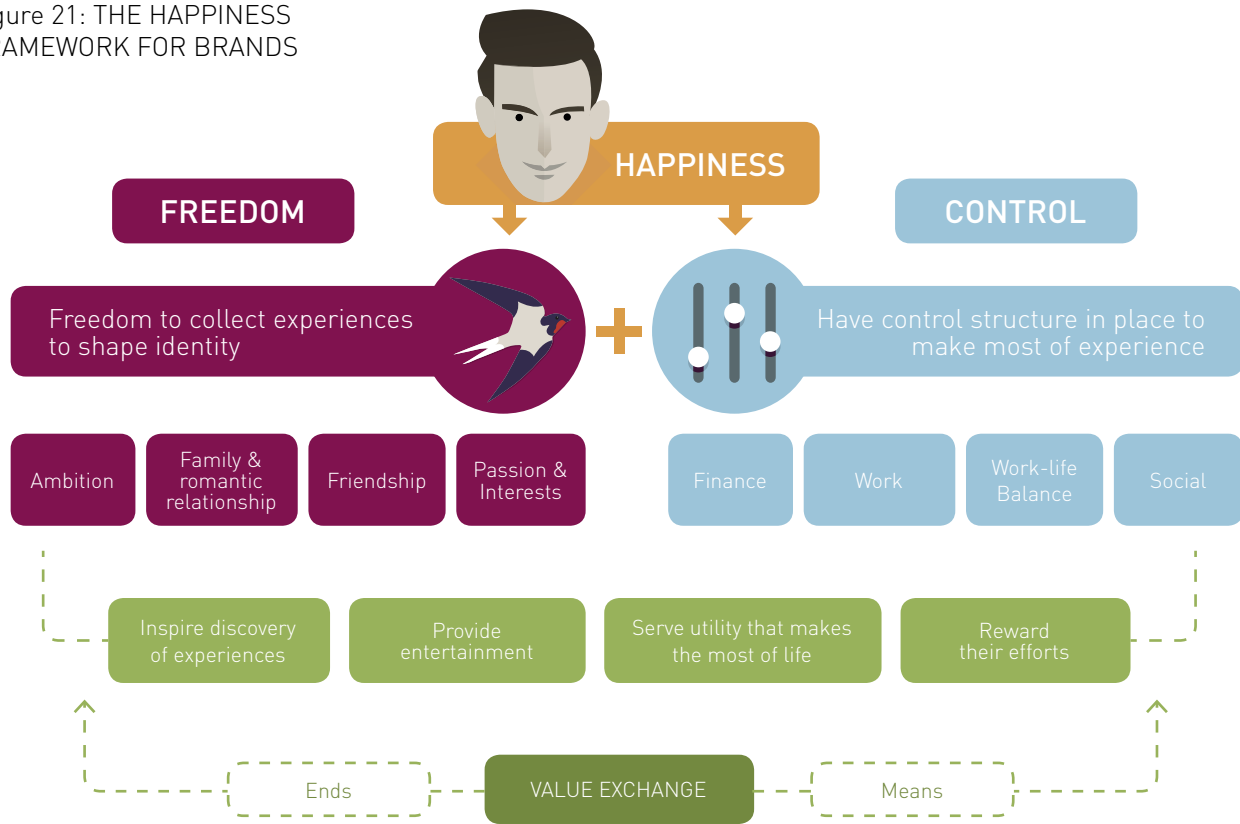 gure 21: THE HAPPINESS
RAMEWORK FOR BRANDS
HAPPINESS
FREEDOM
CONTROL
Freedom to collect experiences
to shape identity
Have control structure in place to
make most of experience
Ambition
Family &
romantic
relationship
Friendship
Passion &
Interests
Finance
Work
Work-life
Balance
Social
Inspire discovery
of experiences
Provide
entertainment
Serve utility that makes
the most of life
Reward
their efforts
Ends
VALUE EXCHANGE
Means